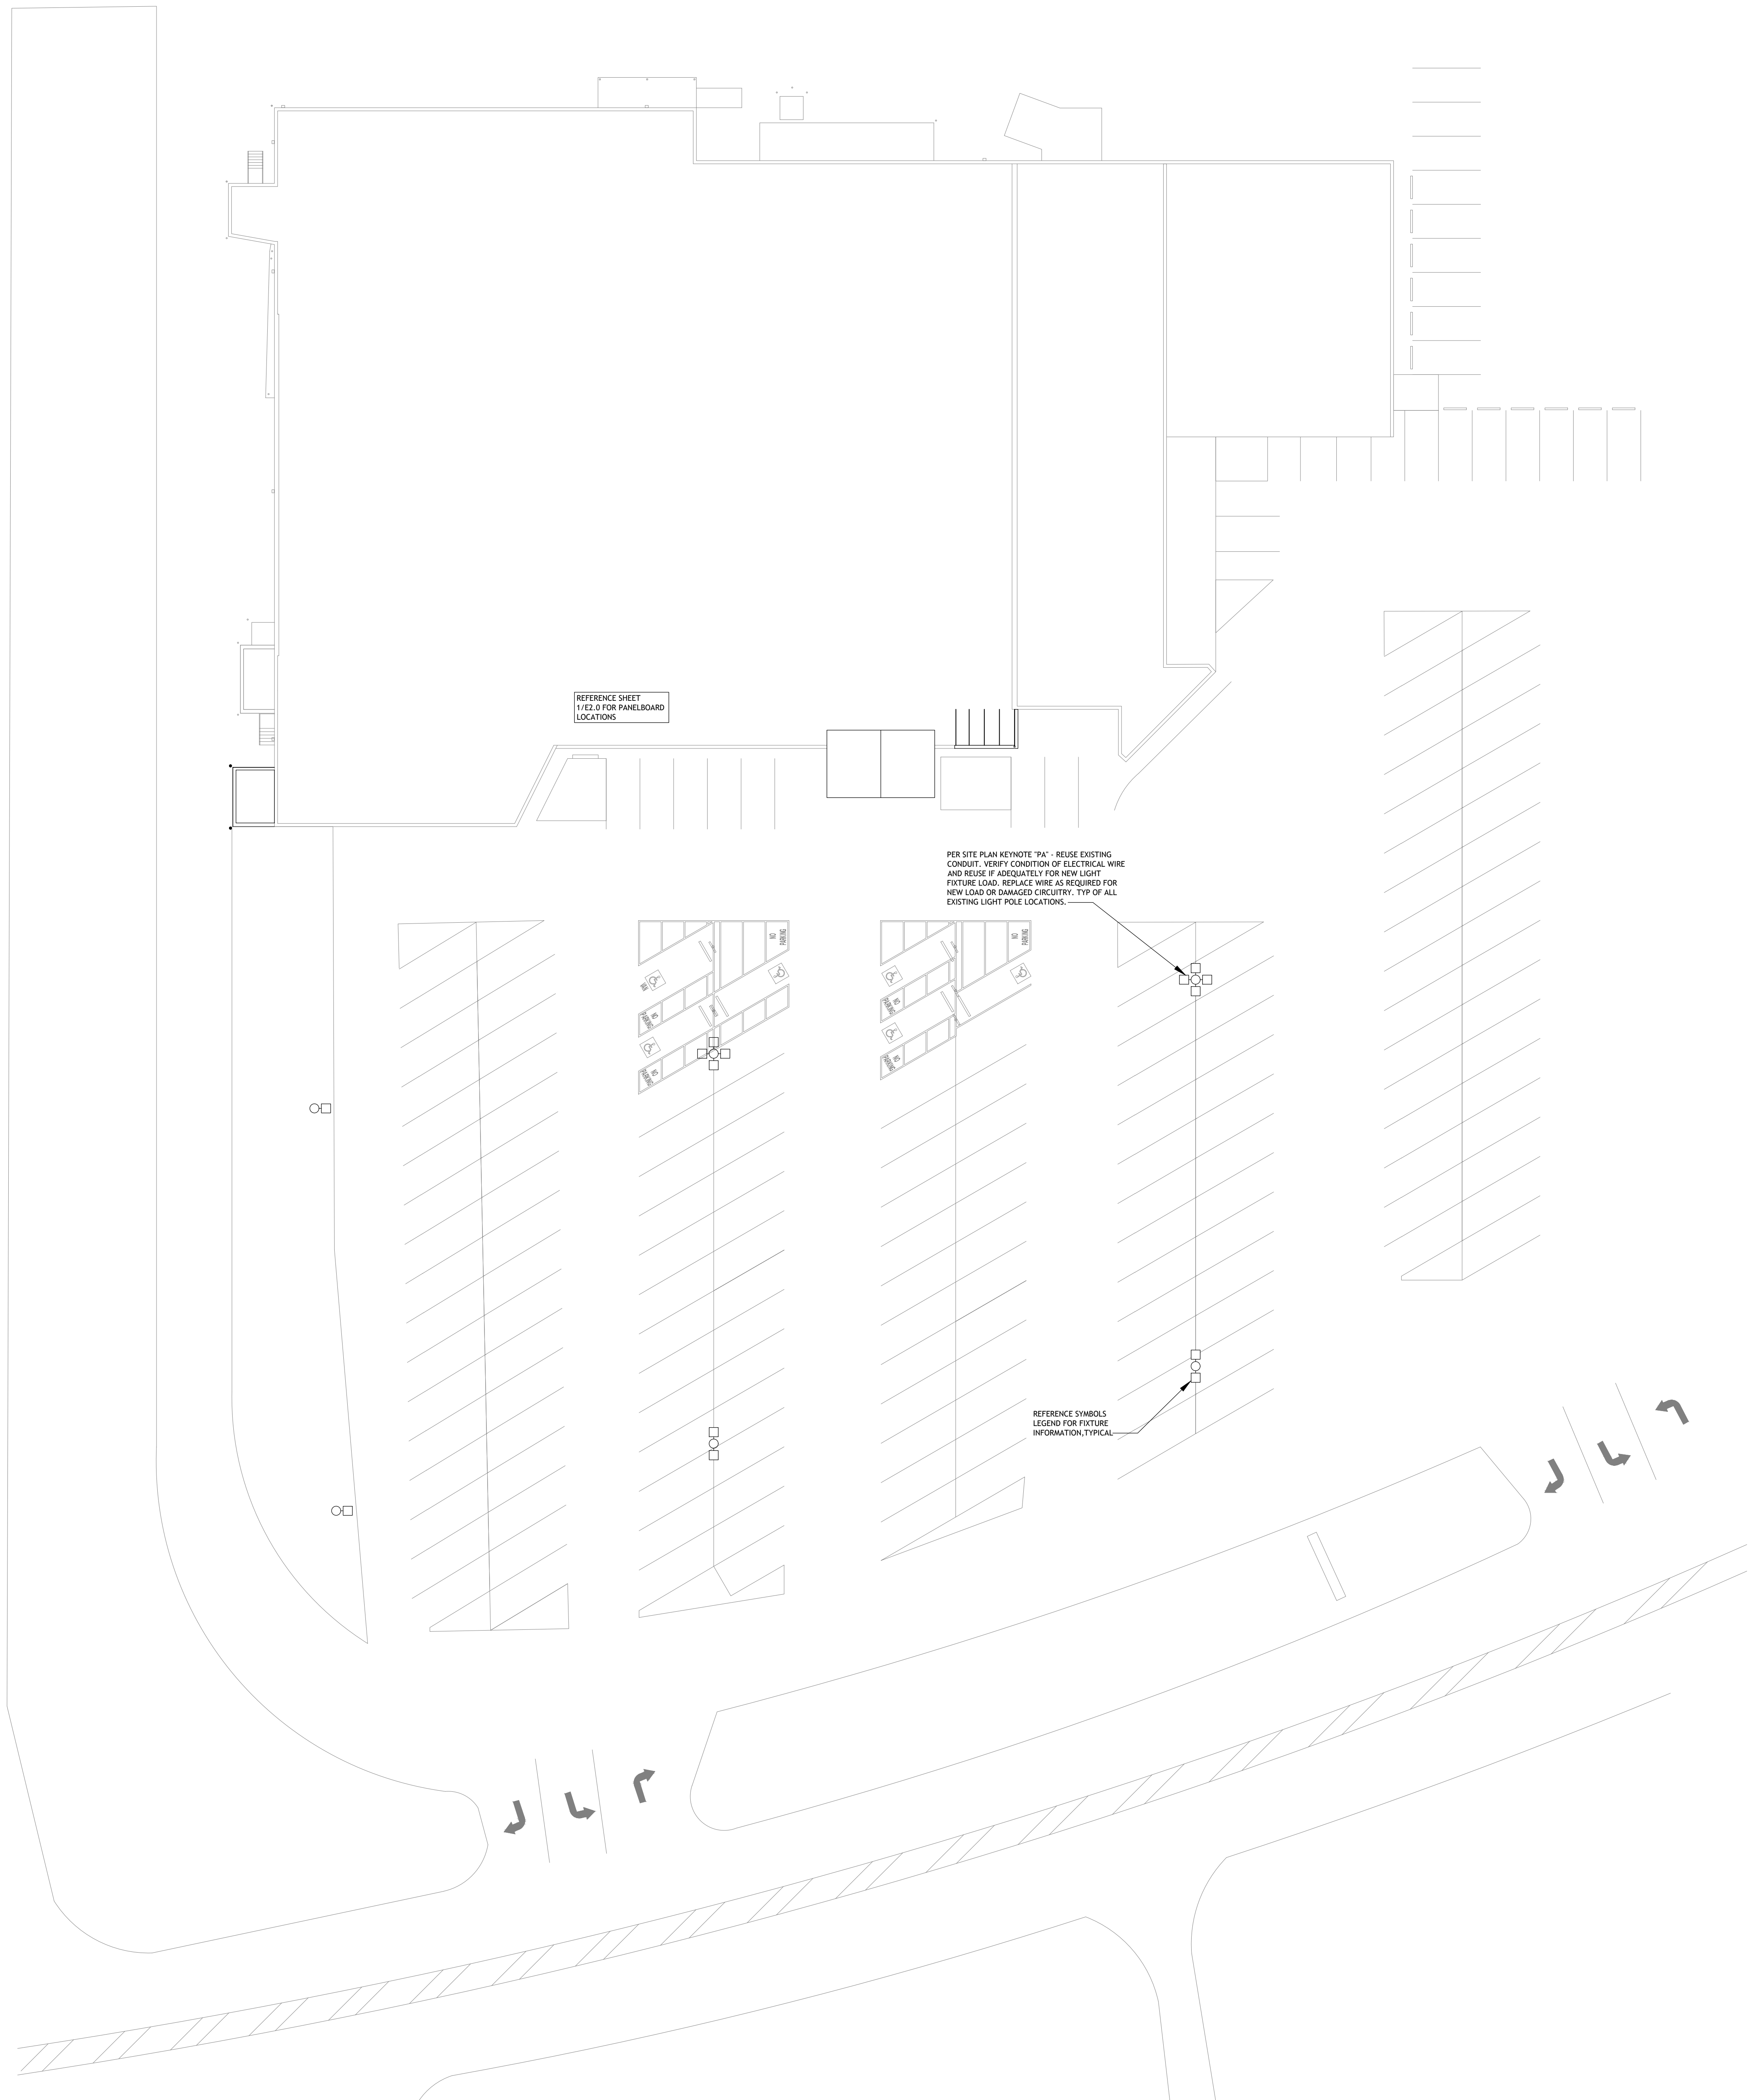 REFERENCE SHEET
1/E2.0 FOR PANELBOARD
LOCATIONS
PER SITE PLAN KEYNOTE "PA" - REUSE EXISTING
CONDUIT. VERIFY CONDITION OF ELECTRICAL WIRE
AND REUSE IF ADEQUATELY FOR NEW LIGHT
FIXTURE LOAD. REPLACE WIRE AS REQUIRED FOR
NEW LOAD OR DAMAGED CIRCUITRY. TYP OF ALL
EXISTING LIGHT POLE LOCATIONS.
NO
PARKING
NO
PARKING
VAN
NO
PARKING
NO
PARKING
NO
PARKING
NO
PARKING
REFERENCE SYMBOLS
LEGEND FOR FIXTURE
INFORMATION,TYPICAL